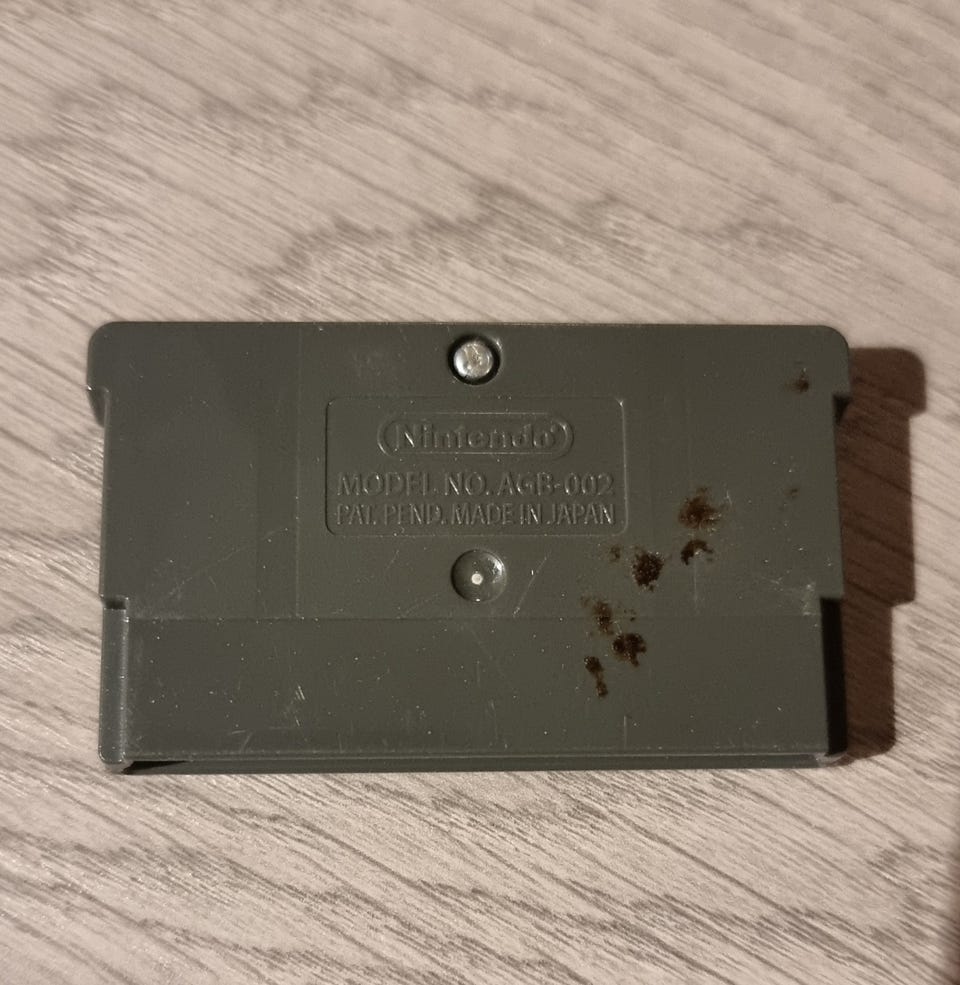 Nintendo®
MODEL NO. AGB-002
PAT. PEND. MADE IN JAPAN